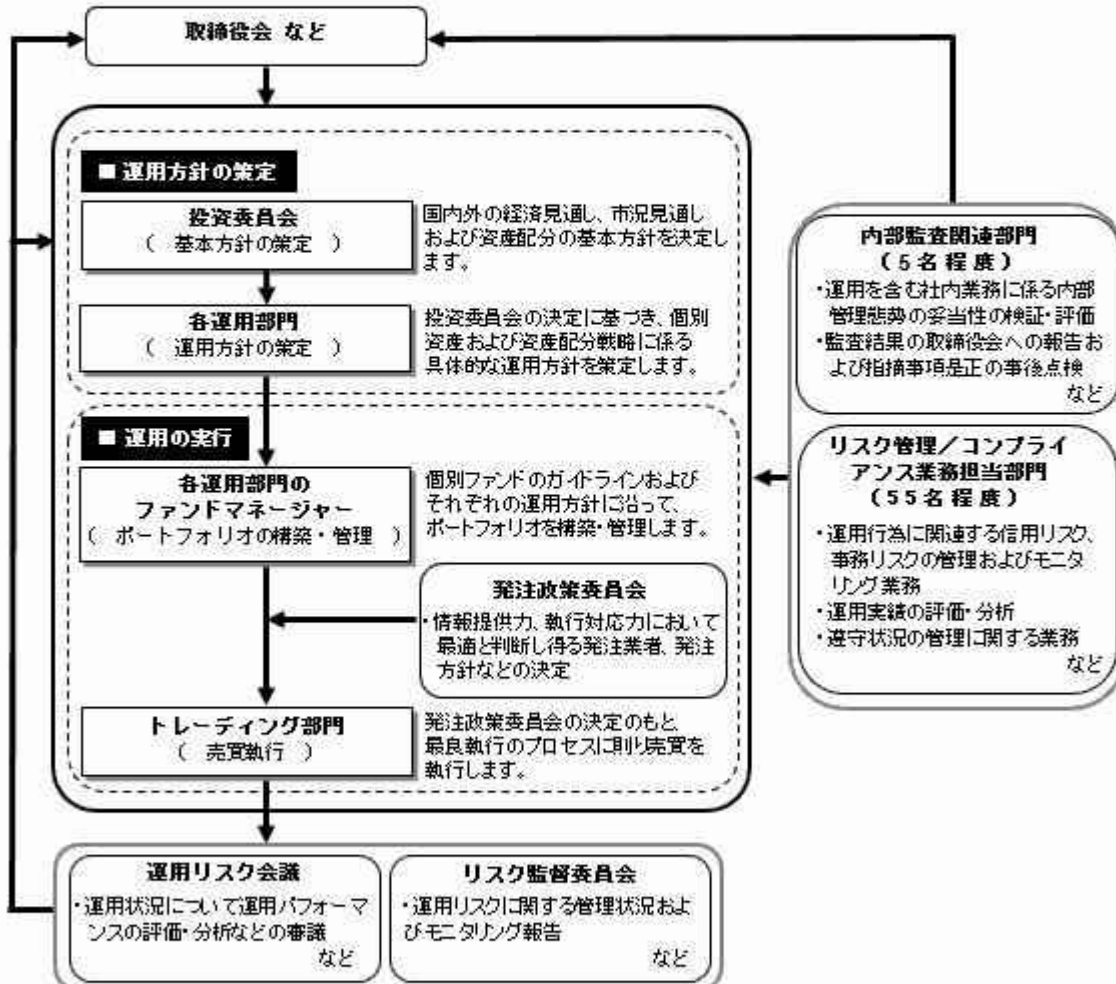 取締役会 など
■ 運用方針の策定
投資委員会
( 基本方針の策定 )
国内外の経済見通し、市況見通し
および資産配分の基本方針を決定し
ます。
各運用部門
( 運用方針の策定 )
投資委員会の決定に基づき、個別
資産および資産配分戦略に係る
具体的な運用方針を策定します。
■ 運用の実行
各運用部門の
ファンドマネージャー
( ポートフォリオの構築・管理 )
個別ファンドのガイドラインおよび
それぞれの運用方針に沿って、
ポートフォリオを構築・管理します。
発注政策委員会
・情報提供力、執行対応力において
最適と判断し得る発注業者、発注
方針などの決定
トレーディング部門
( 売買執行 )
発注政策委員会の決定のもと、
最良執行のプロセスに則り売買を
執行します。
内部監査関連部門
(5名程度)
・運用を含む社内業務に係る内部
管理態勢の妥当性の検証・評価
・監査結果の取締役会への報告お
よび指摘事項是正の事後点検
など
リスク管理/コンプライ
アンス業務担当部門
(55名程度)
・運用行為に関連する信用リスク、
事務リスクの管理およびモニタ
リング業務
・運用実績の評価・分析
・遵守状況の管理に関する業務
など
運用リスク会議
・運用状況について運用パフォーマ
ンスの評価・分析などの審議
など
リスク監督委員会
・運用リスクに関する管理状況およ
びモニタリング報告
など